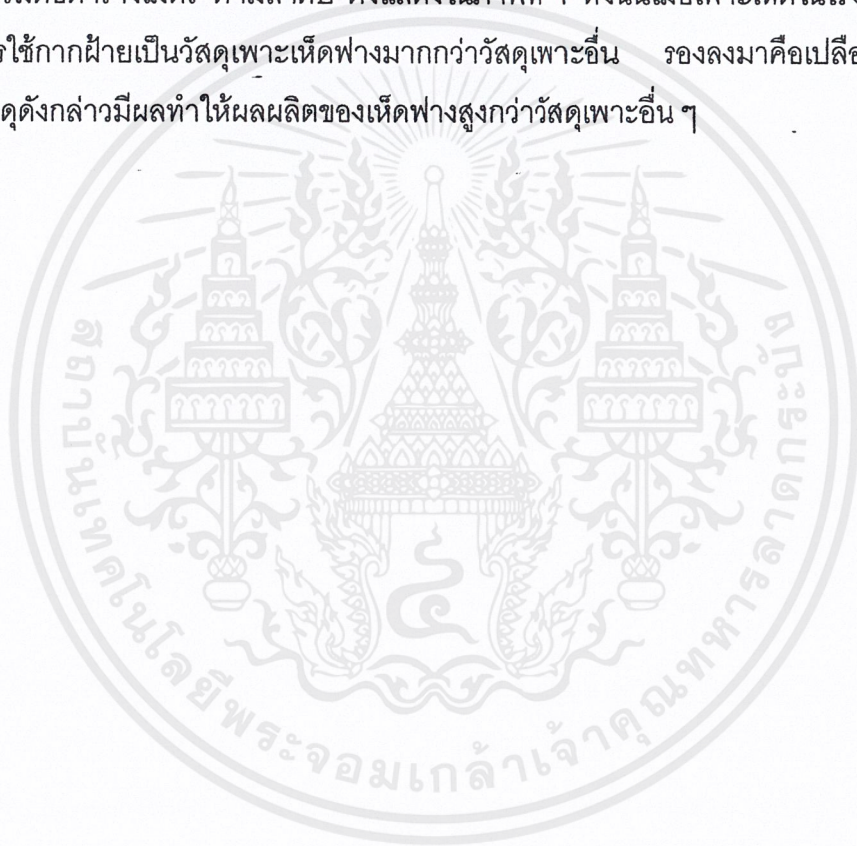 รใช้กากฝ้ายเป็นวัสดุเพาะเห็ดฟางมากกว่าวัสดุเพาะอื่น รองลงมาคือเปลือ
ดุดังกล่าวมีผลทำให้ผลผลิตของเห็ดฟางสูงกว่าวัสดุเพาะอื่น ๆ
สถาบันเทคโนโลยีพระจอมเกล้าเจ้าคุณทหารลาดกระบัง